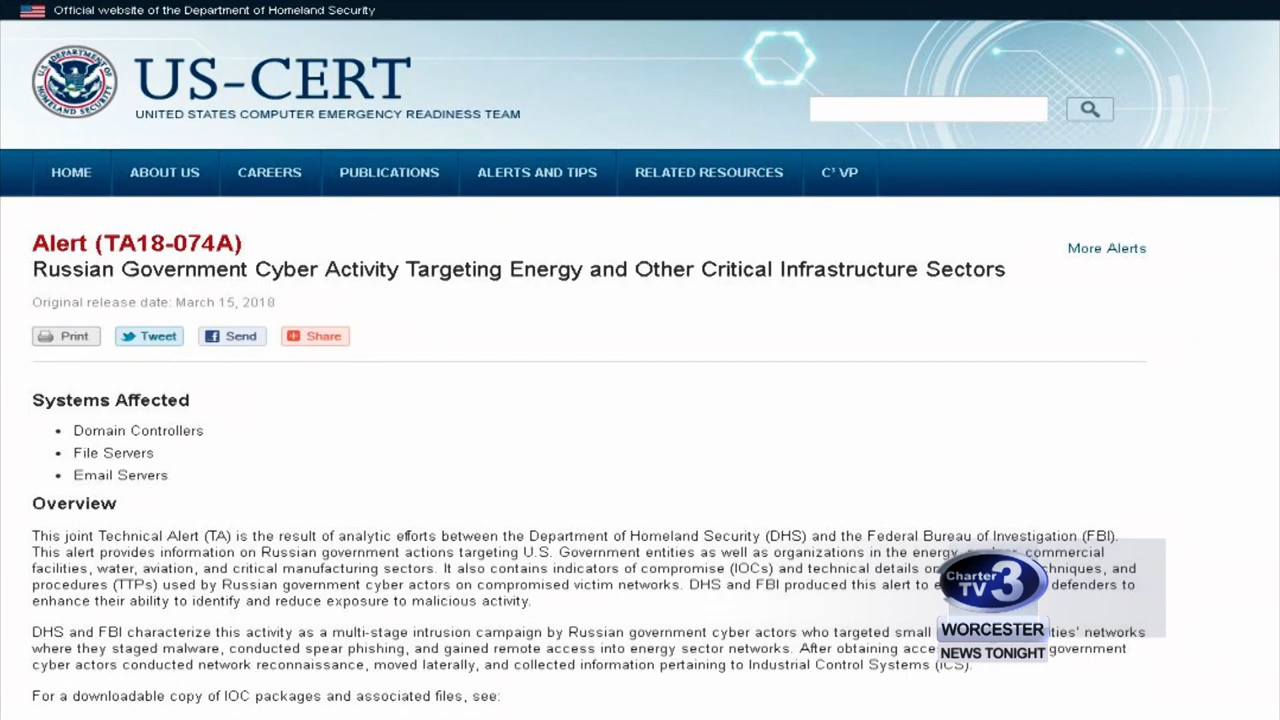 Official website of the Department of Homeland Security
US-CERT
UNITED STATES COMPUTER EMERGENCY READINESS TEAM
HOME ABOUT US CAREERS PUBLICATIONS ALERTS AND TIPS RELATED RESOURCES C³ VP
Alert (TA18-074A)
More Alerts
Russian Government Cyber Activity Targeting Energy and Other Critical Infrastructure Sectors
Original release date: March 15, 2018
Print Tweet Send Share
Systems Affected
• Domain Controllers
• File Servers
• Email Servers
Overview
This joint Technical Alert (TA) is the result of analytic efforts between the Department of Homeland Security (DHS) and the Federal Bureau of Investigation (FBI).
This alert provides information on Russian government actions targeting U.S. Government entities as well as organizations in the energy, commercial
facilities, water, aviation, and critical manufacturing sectors. It also contains indicators of compromise (IOCs) and technical details and
procedures (TTPs) used by Russian government cyber actors on compromised victim networks. DHS and FBI produced this alert to defenders to
enhance their ability to identify and reduce exposure to malicious activity.
DHS and FBI characterize this activity as a multi-stage intrusion campaign by Russian government cyber actors who targeted small networks
where they staged malware, conducted spear phishing, and gained remote access into energy sector networks. After obtaining government
cyber actors conducted network reconnaissance, moved laterally, and collected information pertaining to Industrial Control Systems (ICS).
For a downloadable copy of IOC packages and associated files, see:
Charter
TV 3
WORCESTER
NEWS TONIGHT